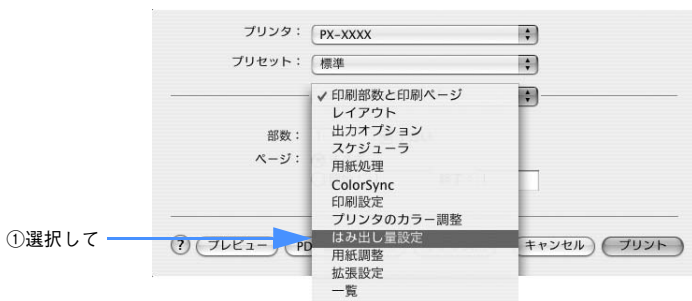 プリンタ： PX-XXXX
プリセット： 標準
✓印刷部数と印刷ページ
レイアウト
部数： 出力オプション
スケジューラ
ページ： 用紙処理
ColorSync
印刷設定
プリンタのカラー調整
①選択して
? プレビュー PD はみ出し量設定 キャンセル プリント
用紙調整
拡張設定
一覧